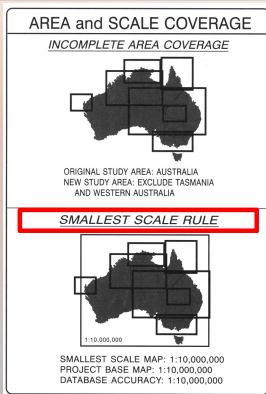 AREA and SCALE COVERAGE
INCOMPLETE AREA COVERAGE
ORIGINAL STUDY AREA: AUSTRALIA
NEW STUDY AREA: EXCLUDE TASMANIA
AND WESTERN AUSTRALIA
SMALLEST SCALE RULE
1:10,000,000
SMALLEST SCALE MAP: 1:10,000,000
PROJECT BASE MAP: 1:10,000,000
DATABASE ACCURACY: 1:10,000,000